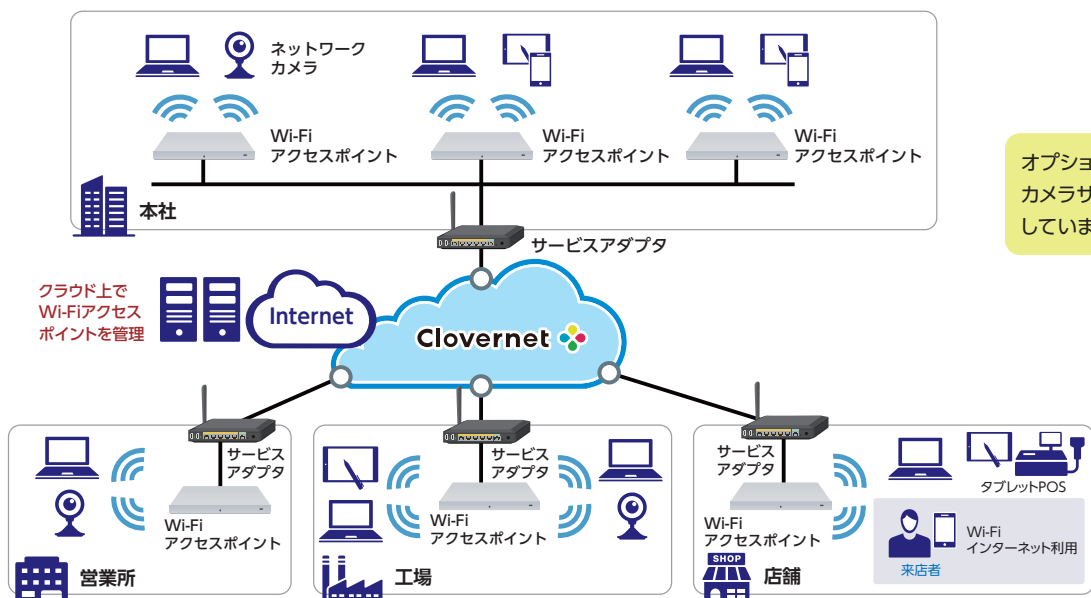 ネットワーク
カメラ
Wi-Fi
アクセスポイント
Wi-Fi
アクセスポイント
Wi-Fi
アクセスポイント
本社
サービスアダプタ
オプショ
カメラサ
していま
クラウド上で
Wi-Fiアクセス
ポイントを管理
Internet
Clovernet
サービス
アダプタ
Wi-Fi
アクセスポイント
営業所
サービス
アダプタ
Wi-Fi
アクセスポイント
工場
サービス
アダプタ
Wi-Fi
アクセスポイント
SHOP
店舗
タブレットPOS
Wi-Fi
インターネット利用
来店者